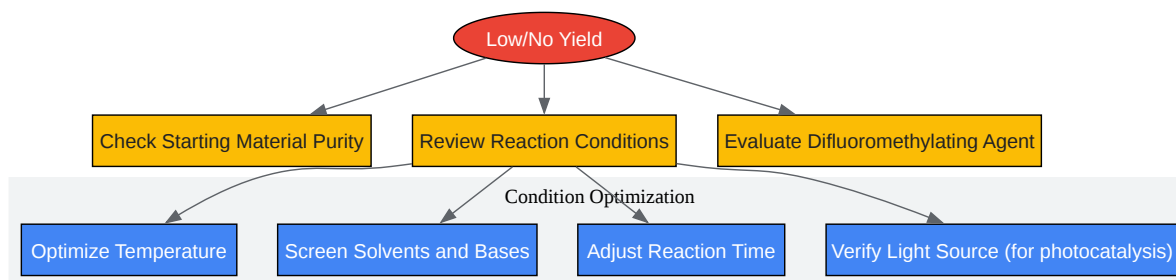 Low/No Yield
Check Starting Material Purity
Review Reaction Conditions
Evaluate Difluoromethylating Agent
Condition Optimization
Optimize Temperature
Screen Solvents and Bases
Adjust Reaction Time
Verify Light Source (for photocatalysis)